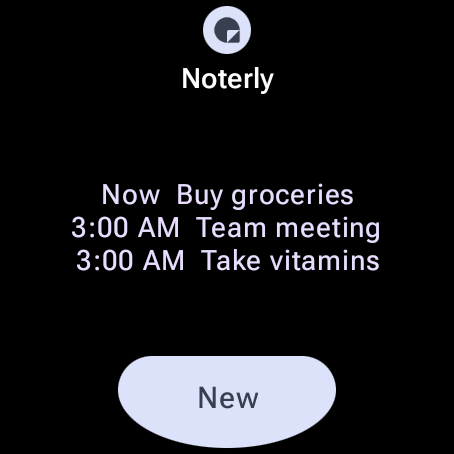 Noterly
Now  Buy groceries
3:00 AM  Team meeting
3:00 AM  Take vitamins
New